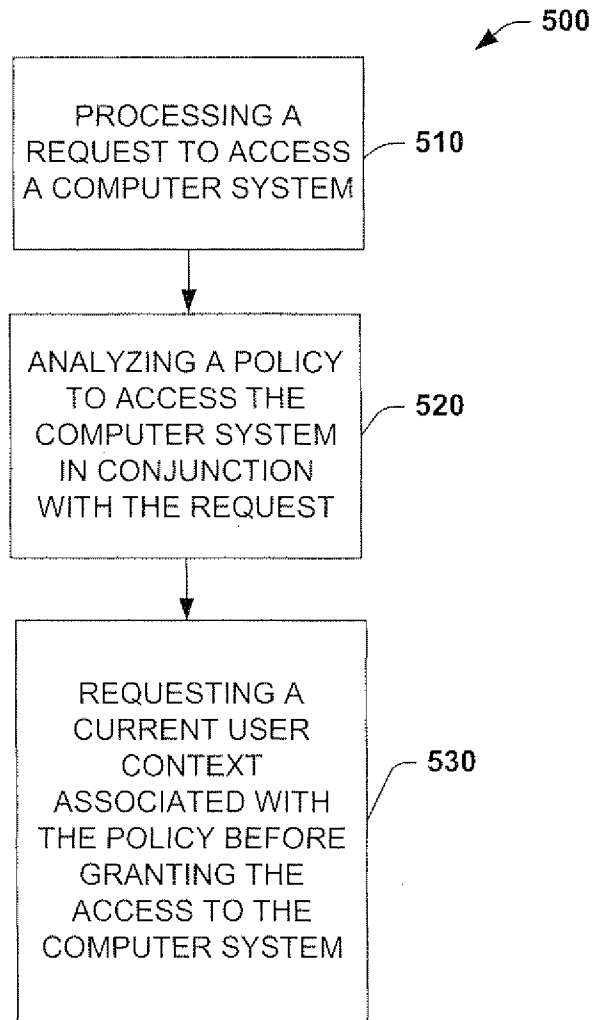 500
PROCESSING A
REQUEST TO ACCESS
A COMPUTER SYSTEM
510
ANALYZING A POLICY
TO ACCESS THE
COMPUTER SYSTEM
IN CONJUNCTION
WITH THE REQUEST
520
REQUESTING A
CURRENT USER
CONTEXT
ASSOCIATED WITH
THE POLICY BEFORE
GRANTING THE
ACCESS TO THE
COMPUTER SYSTEM
530